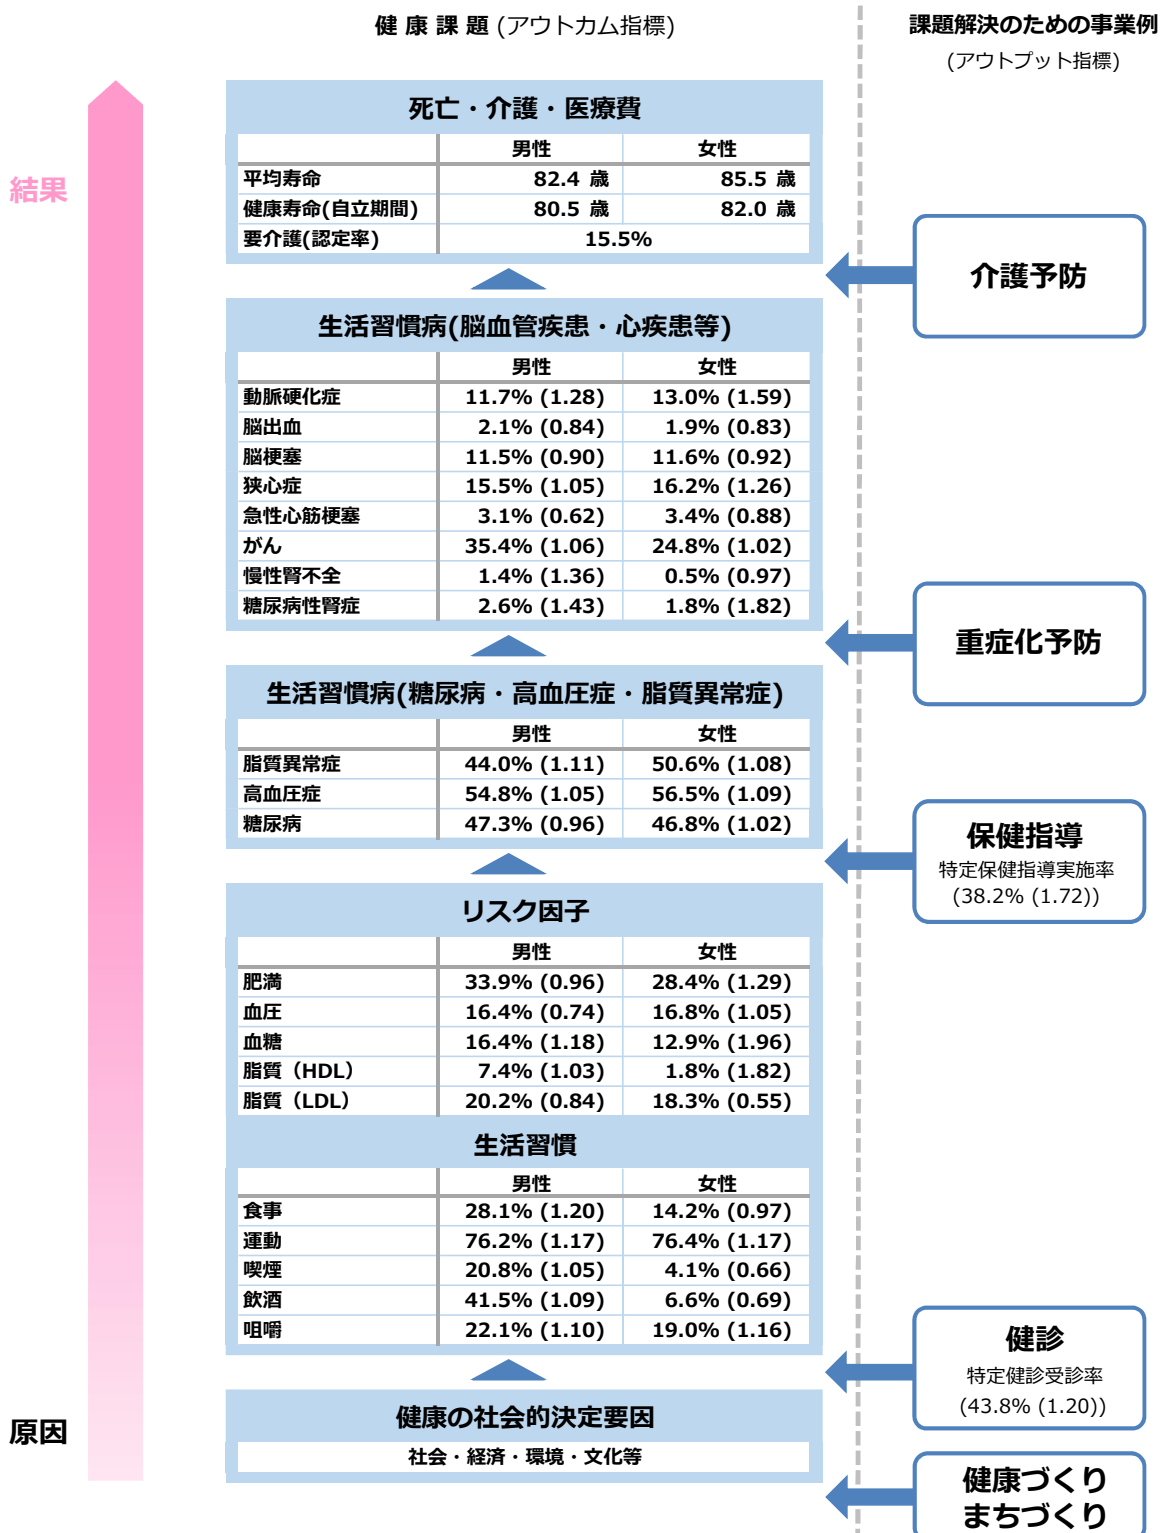 健 康 課 題 (アウトカム指標)
課題解決のための事業例
(アウトプット指標)
結果
原因
死亡・介護・医療費
男性 女性
平均寿命 82.4 歳 85.5 歳
健康寿命(自立期間) 80.5 歳 82.0 歳
要介護(認定率) 15.5%
介護予防
生活習慣病(脳血管疾患・心疾患等)
男性 女性
動脈硬化症 11.7% (1.28) 13.0% (1.59)
脳出血 2.1% (0.84) 1.9% (0.83)
脳梗塞 11.5% (0.90) 11.6% (0.92)
狭心症 15.5% (1.05) 16.2% (1.26)
急性心筋梗塞 3.1% (0.62) 3.4% (0.88)
がん 35.4% (1.06) 24.8% (1.02)
慢性腎不全 1.4% (1.36) 0.5% (0.97)
糖尿病性腎症 2.6% (1.43) 1.8% (1.82)
重症化予防
生活習慣病(糖尿病・高血圧症・脂質異常症)
男性 女性
脂質異常症 44.0% (1.11) 50.6% (1.08)
高血圧症 54.8% (1.05) 56.5% (1.09)
糖尿病 47.3% (0.96) 46.8% (1.02)
保健指導
特定保健指導実施率
(38.2% (1.72))
リスク因子
男性 女性
肥満 33.9% (0.96) 28.4% (1.29)
血圧 16.4% (0.74) 16.8% (1.05)
血糖 16.4% (1.18) 12.9% (1.96)
脂質（HDL） 7.4% (1.03) 1.8% (1.82)
脂質（LDL） 20.2% (0.84) 18.3% (0.55)
生活習慣
男性 女性
食事 28.1% (1.20) 14.2% (0.97)
運動 76.2% (1.17) 76.4% (1.17)
喫煙 20.8% (1.05) 4.1% (0.66)
飲酒 41.5% (1.09) 6.6% (0.69)
咀嚼 22.1% (1.10) 19.0% (1.16)
健診
特定健診受診率
(43.8% (1.20))
健康の社会的決定要因
社会・経済・環境・文化等
健康づくり
まちづくり